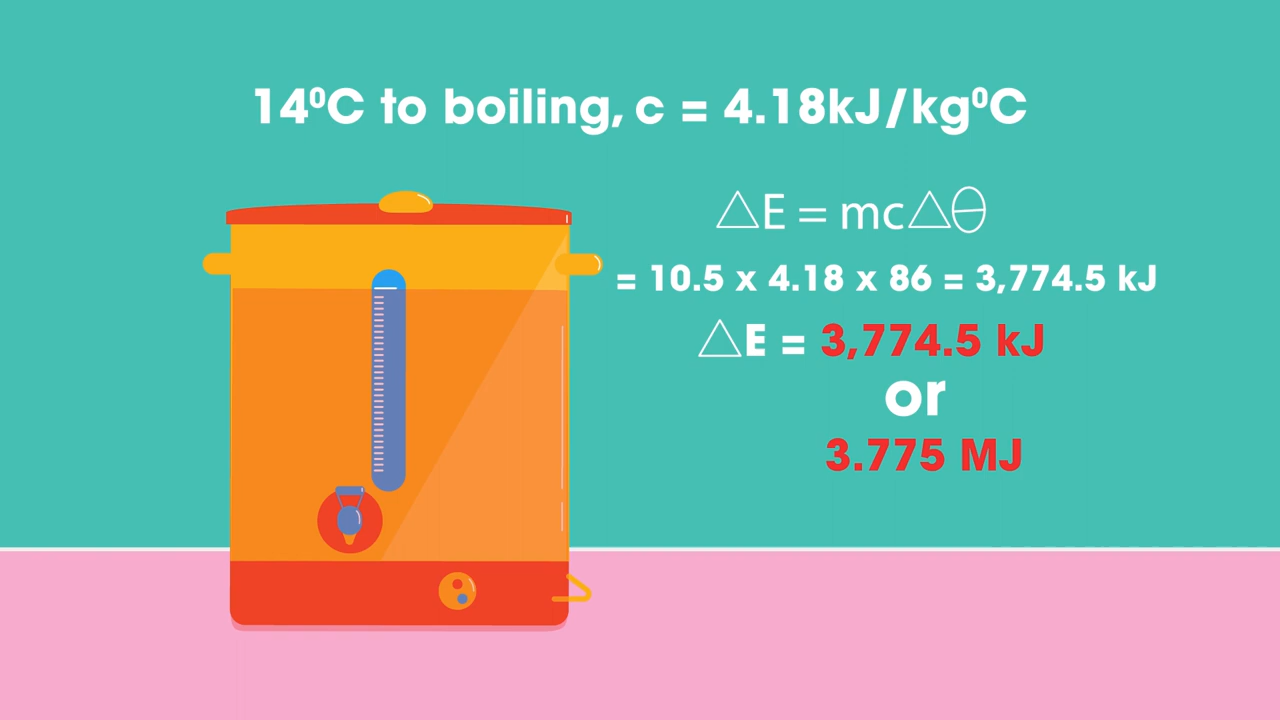 14⁰C to boiling, c = 4.18kJ/kg⁰C
△E = mc△θ
= 10.5 x 4.18 x 86 = 3,774.5 kJ
△E = 3,774.5 kJ
or
3.775 MJ